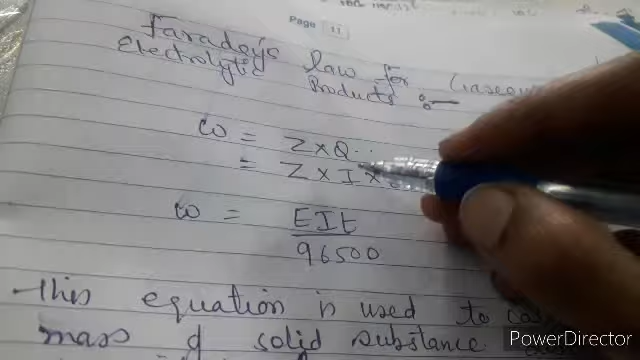 Page 11
Faraday's law for Gaseous
Electrolytic Products :-
W = Z×Q
= Z × I ×
W = EIt
96500
This equation is used to
mass of solid substance
PowerDirector